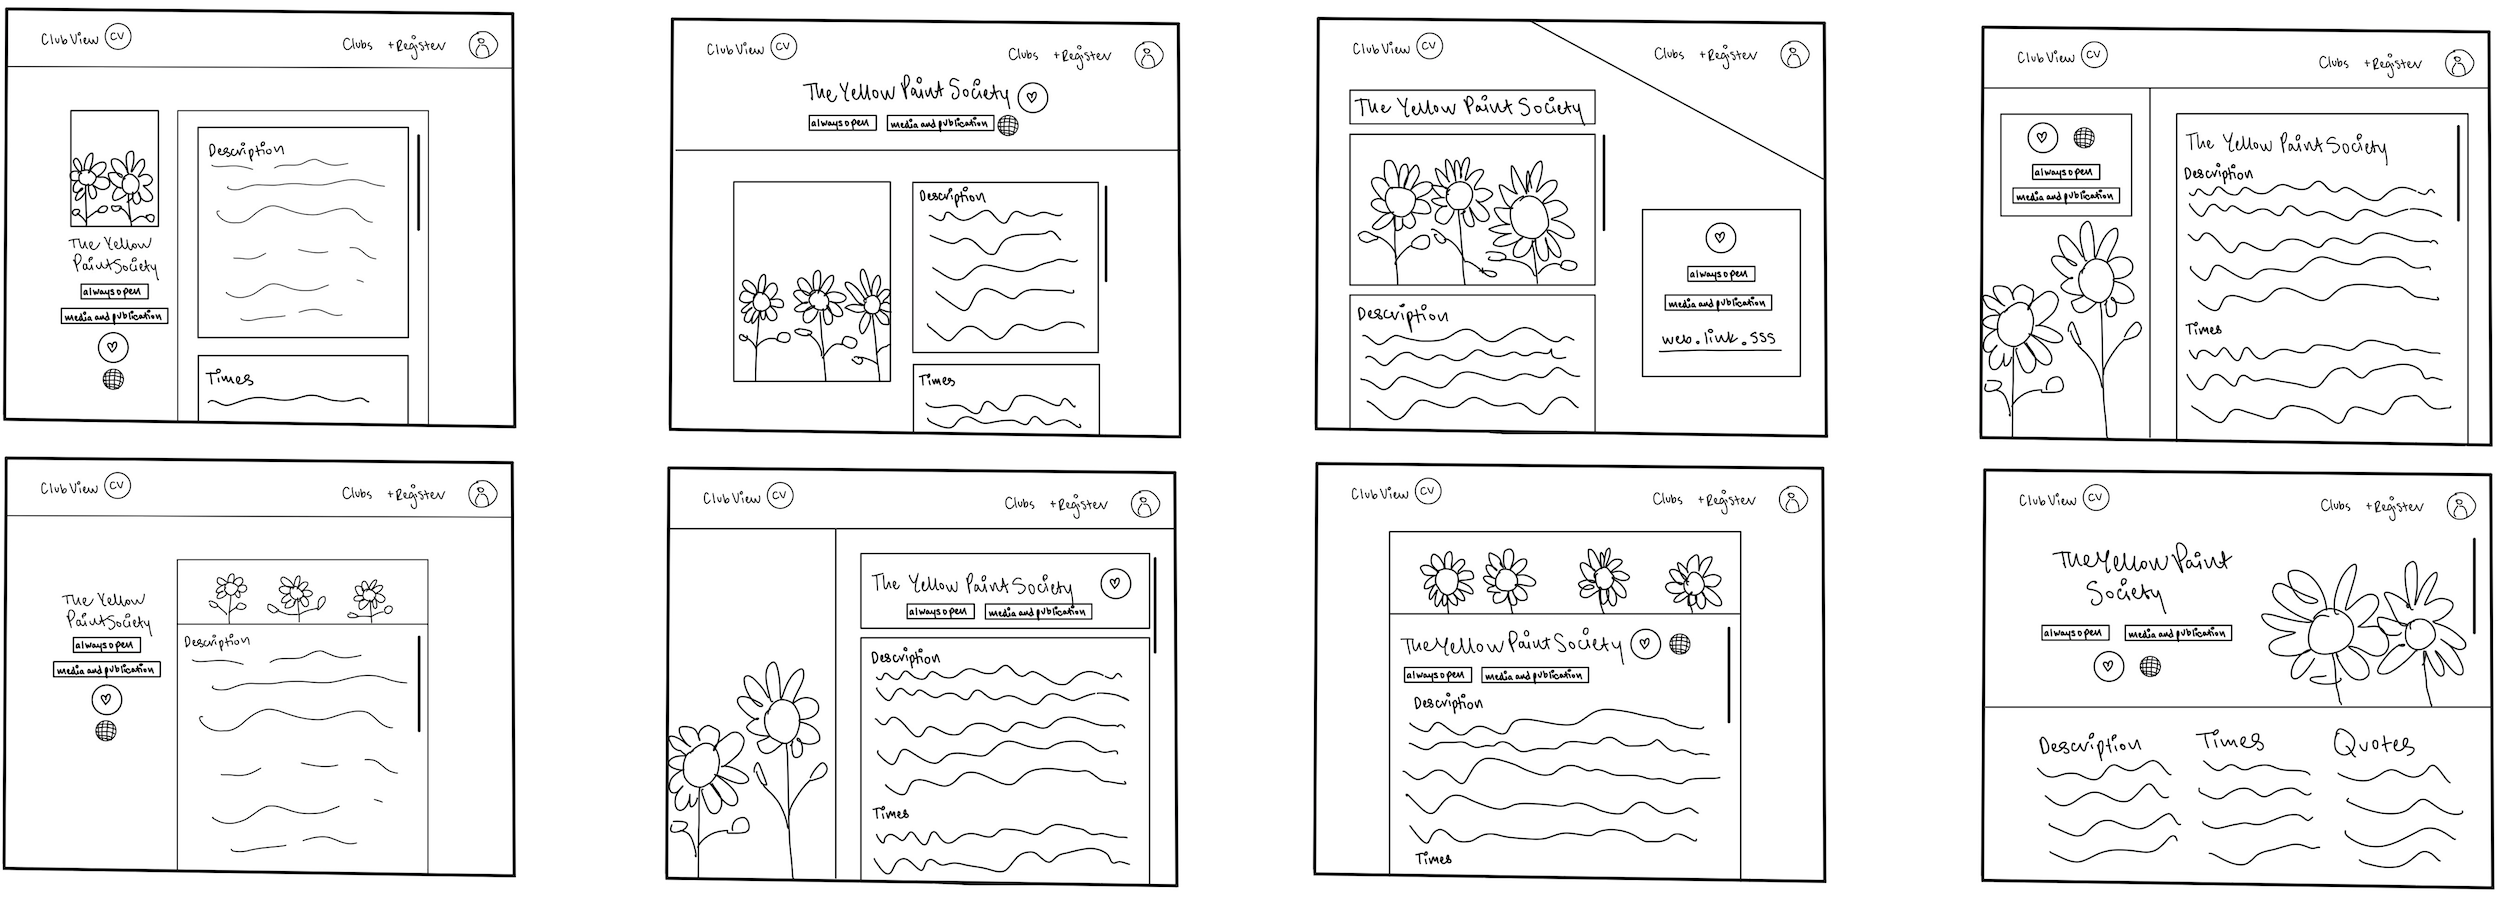 Club View CV
Clubs +Register
Description
The Yellow
Paint Society
always open
media and publication
Times
Club View CV
Clubs +Register
The Yellow Paint Society
always open media and publication
Description
Times
Club View CV
Clubs +Register
The Yellow Paint Society
always open
media and publication
Description
web.link.sss
Club View CV
Clubs +Register
always open
media and publication
The Yellow Paint Society
Description
Times
Club View CV
Clubs +Register
The Yellow
Paint Society
always open
media and publication
Description
Club View CV
Clubs +Register
The Yellow Paint Society
always open media and publication
Description
Times
Club View CV
Clubs +Register
The Yellow Paint Society
always open media and publication
Description
Times
Club View CV
Clubs +Register
The Yellow Paint
Society
always open media and publication
Description Times Quotes